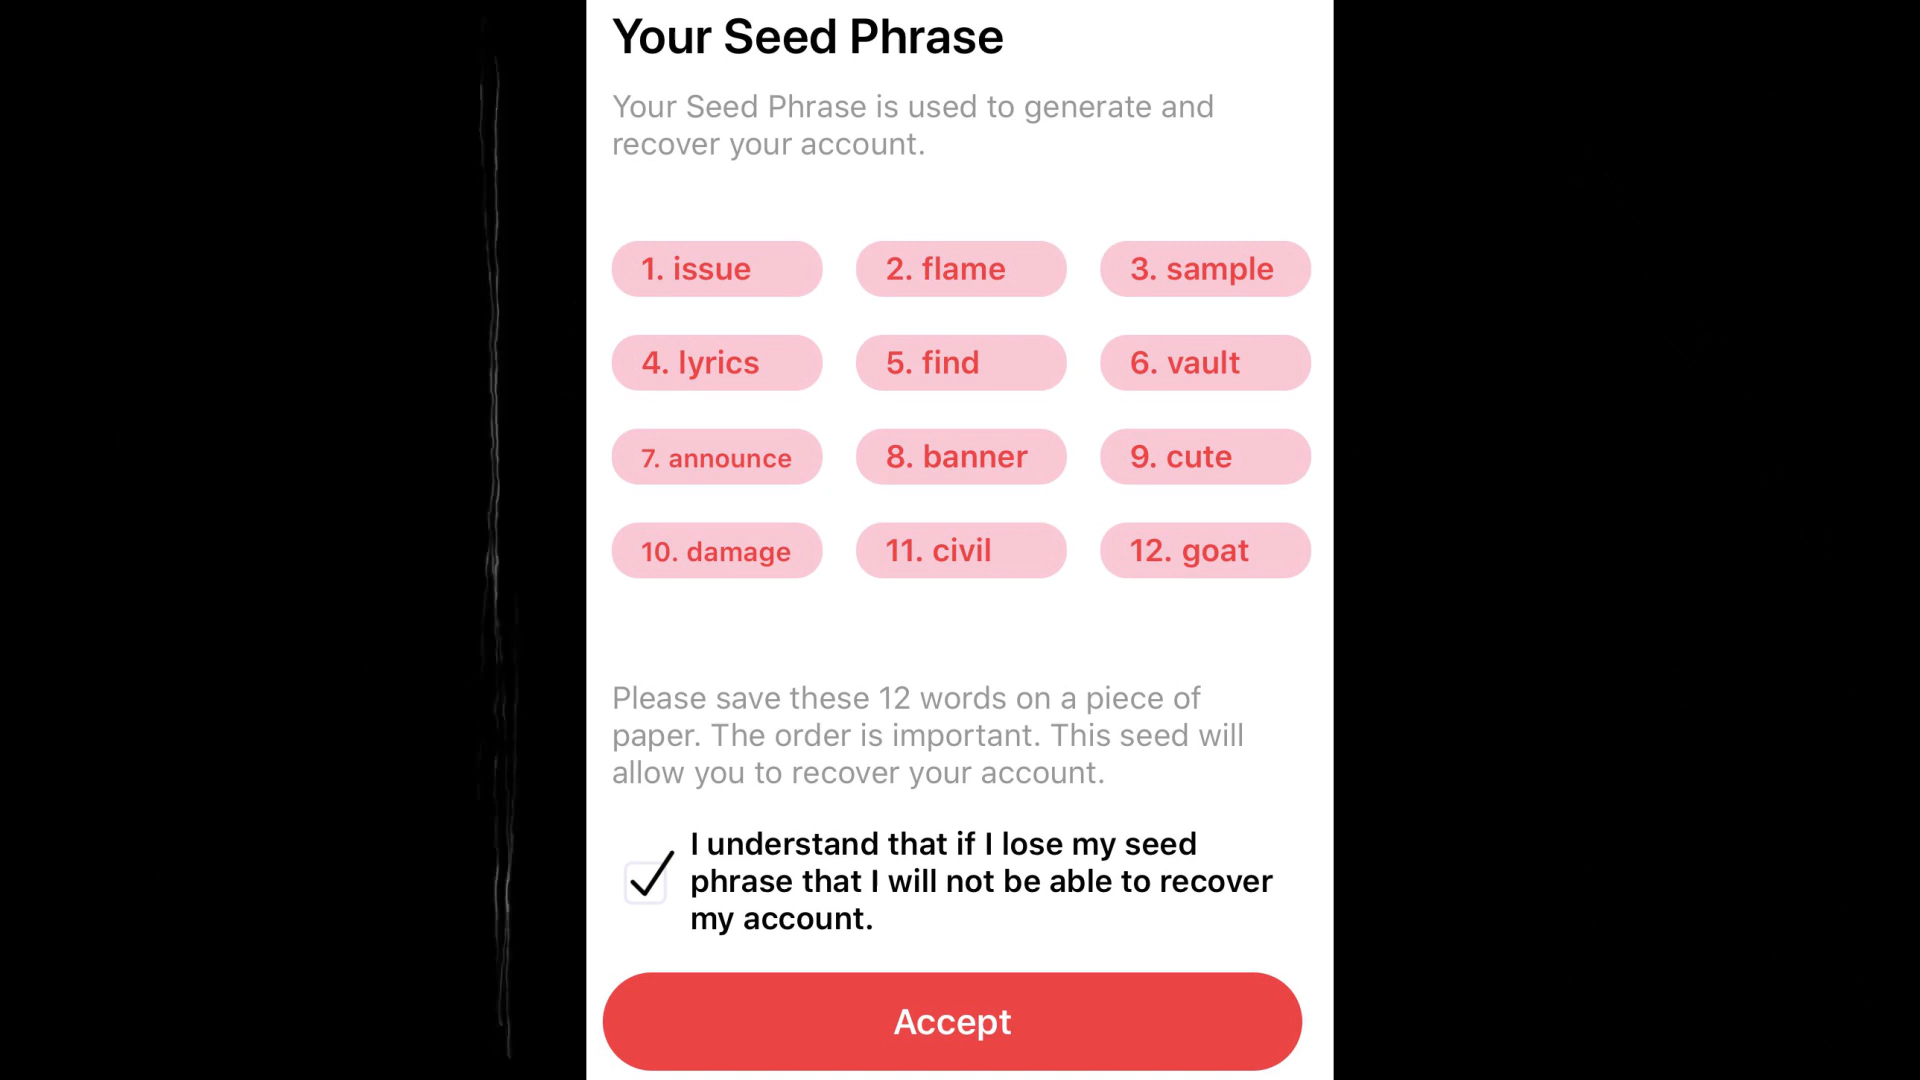 Your Seed Phrase
Your Seed Phrase is used to generate and
recover your account.
1. issue
2. flame
3. sample
4. lyrics
5. find
6. vault
7. announce
8. banner
9. cute
10. damage
11. civil
12. goat
Please save these 12 words on a piece of
paper. The order is important. This seed will
allow you to recover your account.
I understand that if I lose my seed
phrase that I will not be able to recover
my account.
Accept